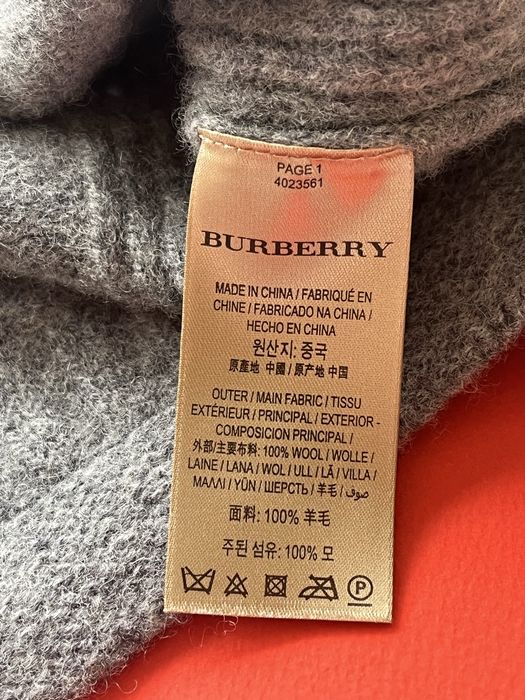 PAGE 1
4023561
BURBERRY
MADE IN CHINA / FABRIQUÉ EN
CHINE / FABRICADO NA CHINA /
HECHO EN CHINA
원산지: 중국
原產地 中國 / 原产地 中国
OUTER / MAIN FABRIC / TISSU
EXTÉRIEUR / PRINCIPAL / EXTERIOR -
COMPOSICION PRINCIPAL /
外部/主要布料: 100% WOOL / WOLLE /
LAINE / LANA / WOL / ULL / LÃ / VILLA /
ΜΑΛΛΙ / YÜN / ШЕРСТЬ / 羊毛 / صوف /
面料: 100% 羊毛
주된 섬유: 100% 모
P